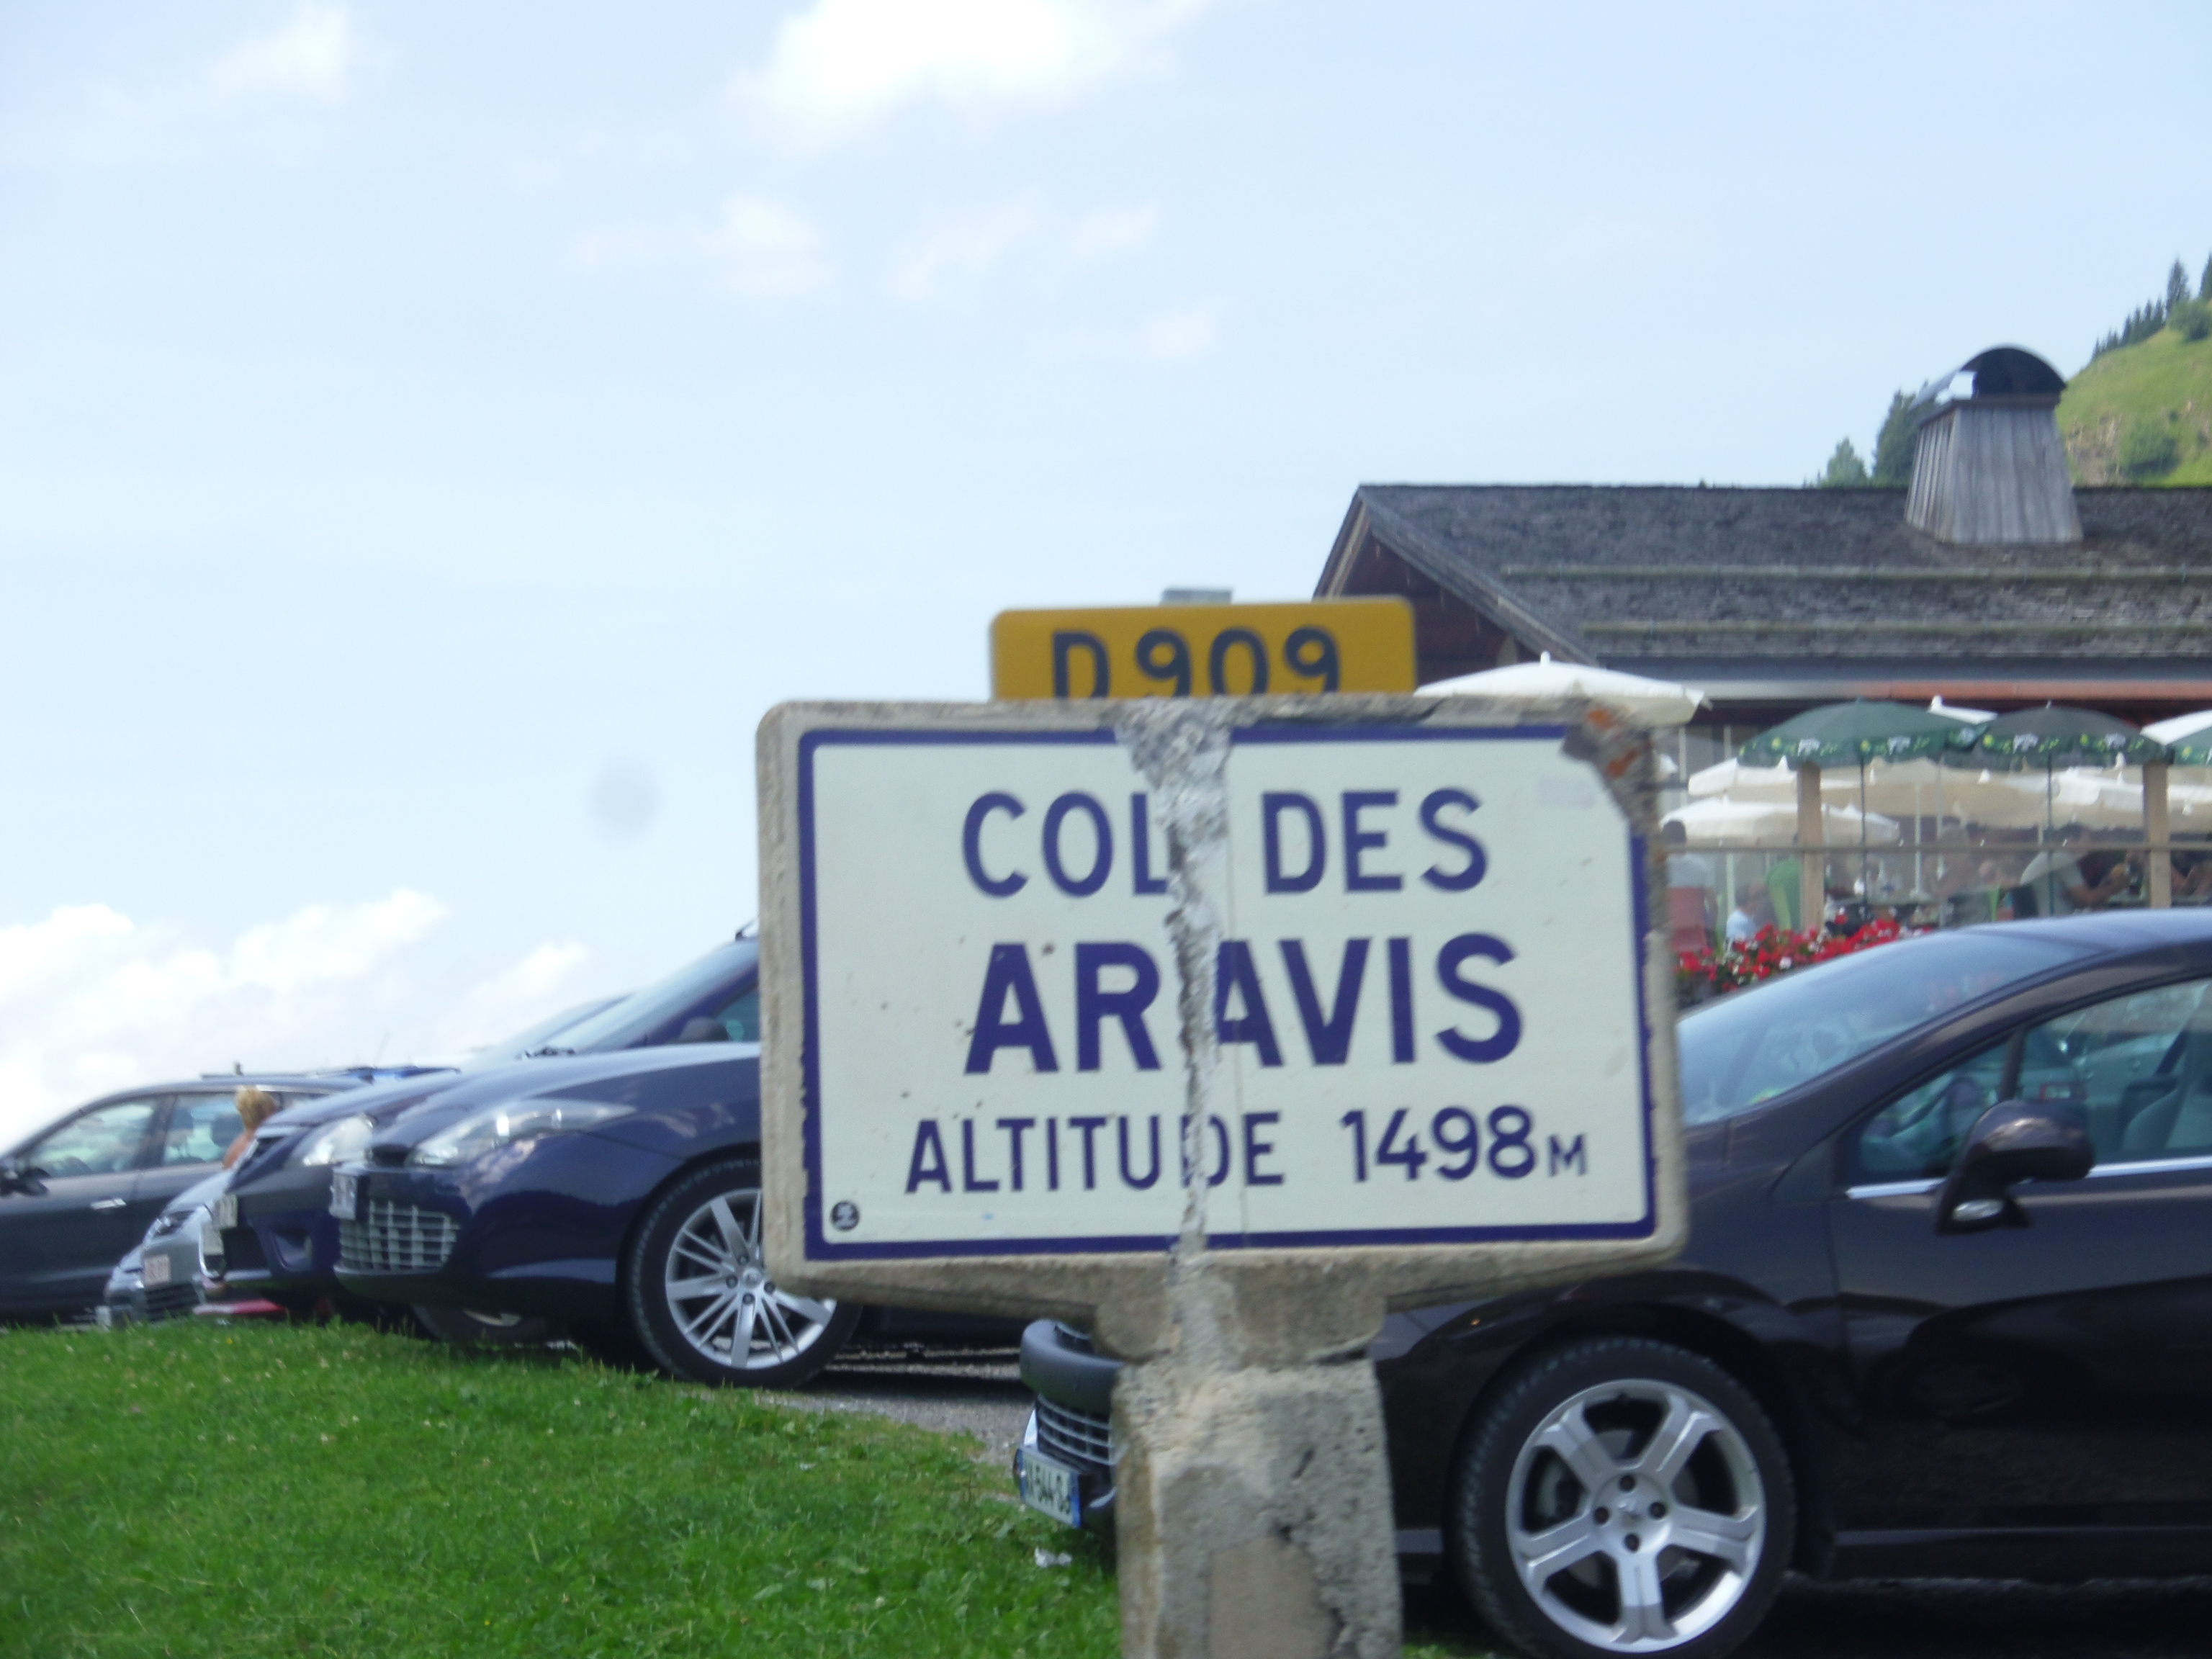 D909
COL DES
ARAVIS
ALTITUDE 1498M